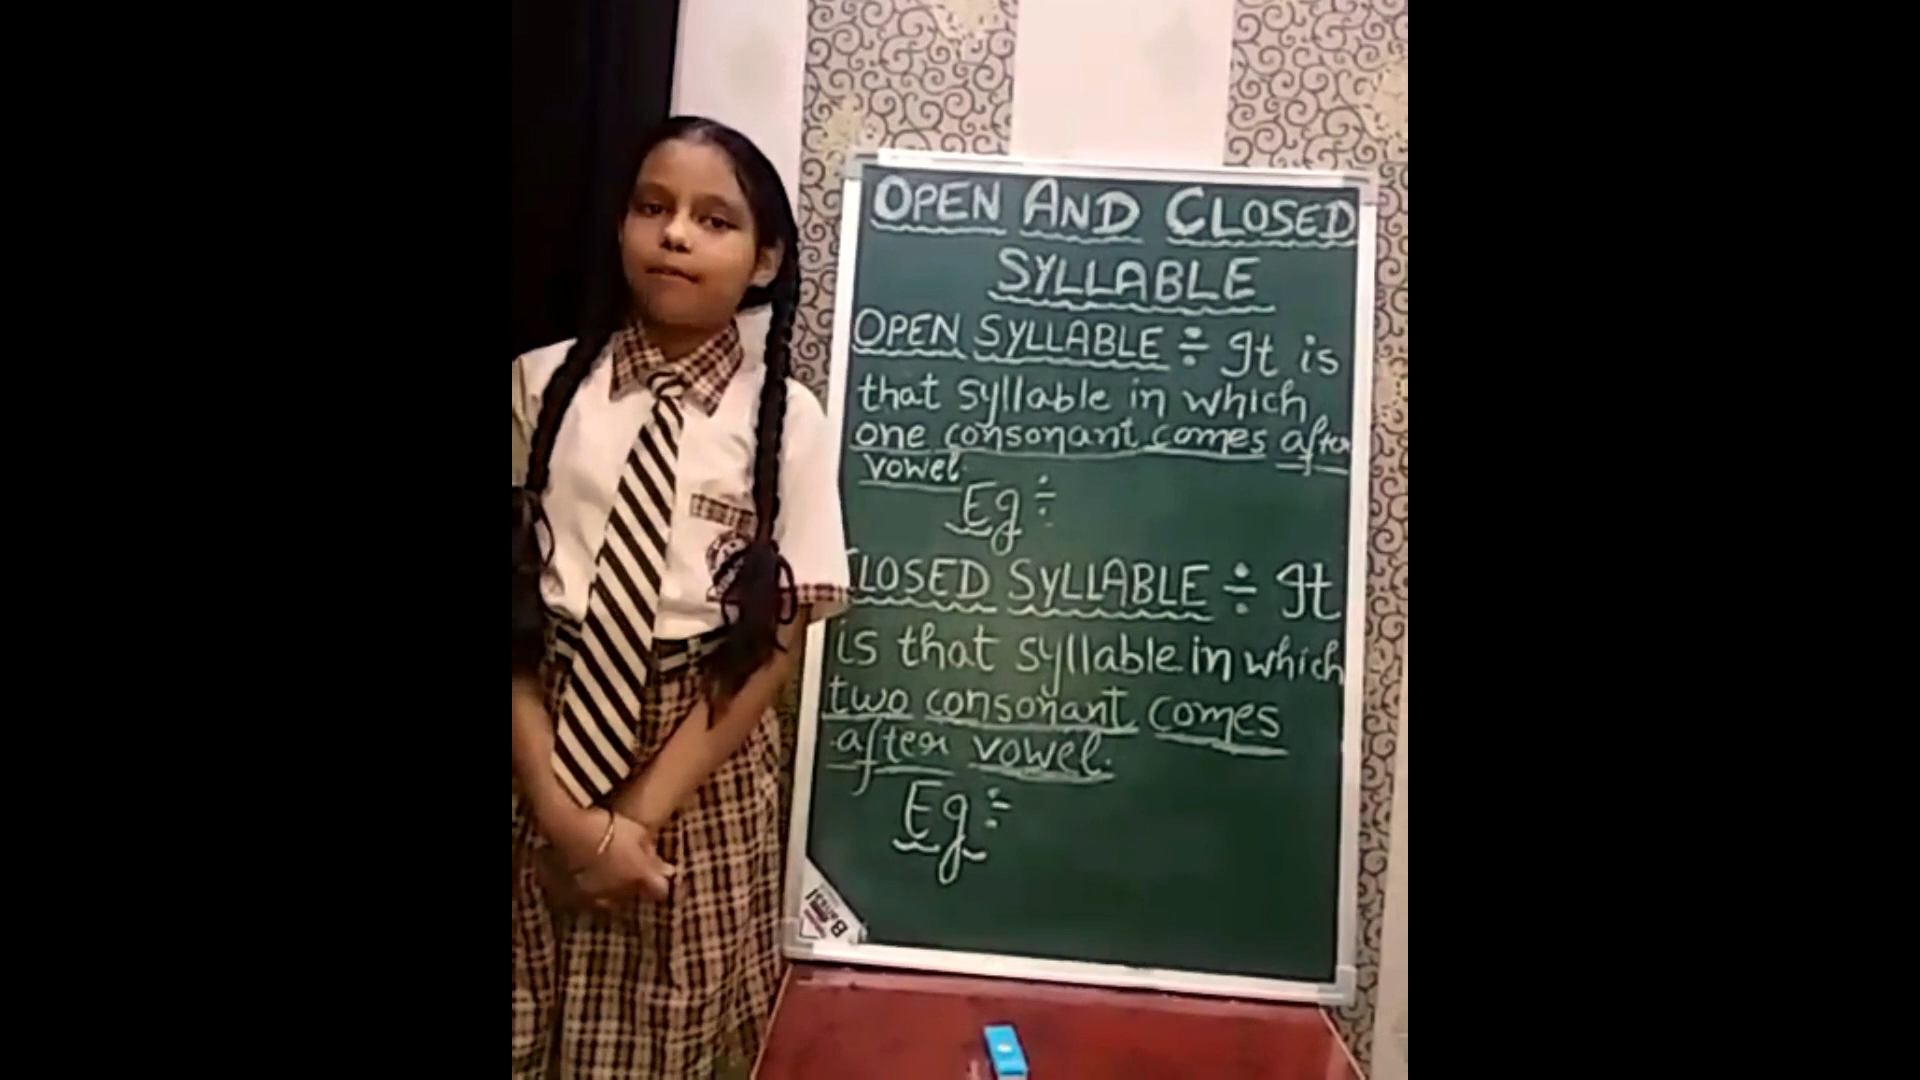 OPEN AND CLOSED
SYLLABLE
OPEN SYLLABLE ÷ It is
that syllable in which
one consonant comes after
vowel.
Eg ÷
CLOSED SYLLABLE ÷ It
is that syllable in which
two consonant comes
after vowel.
Eg ÷